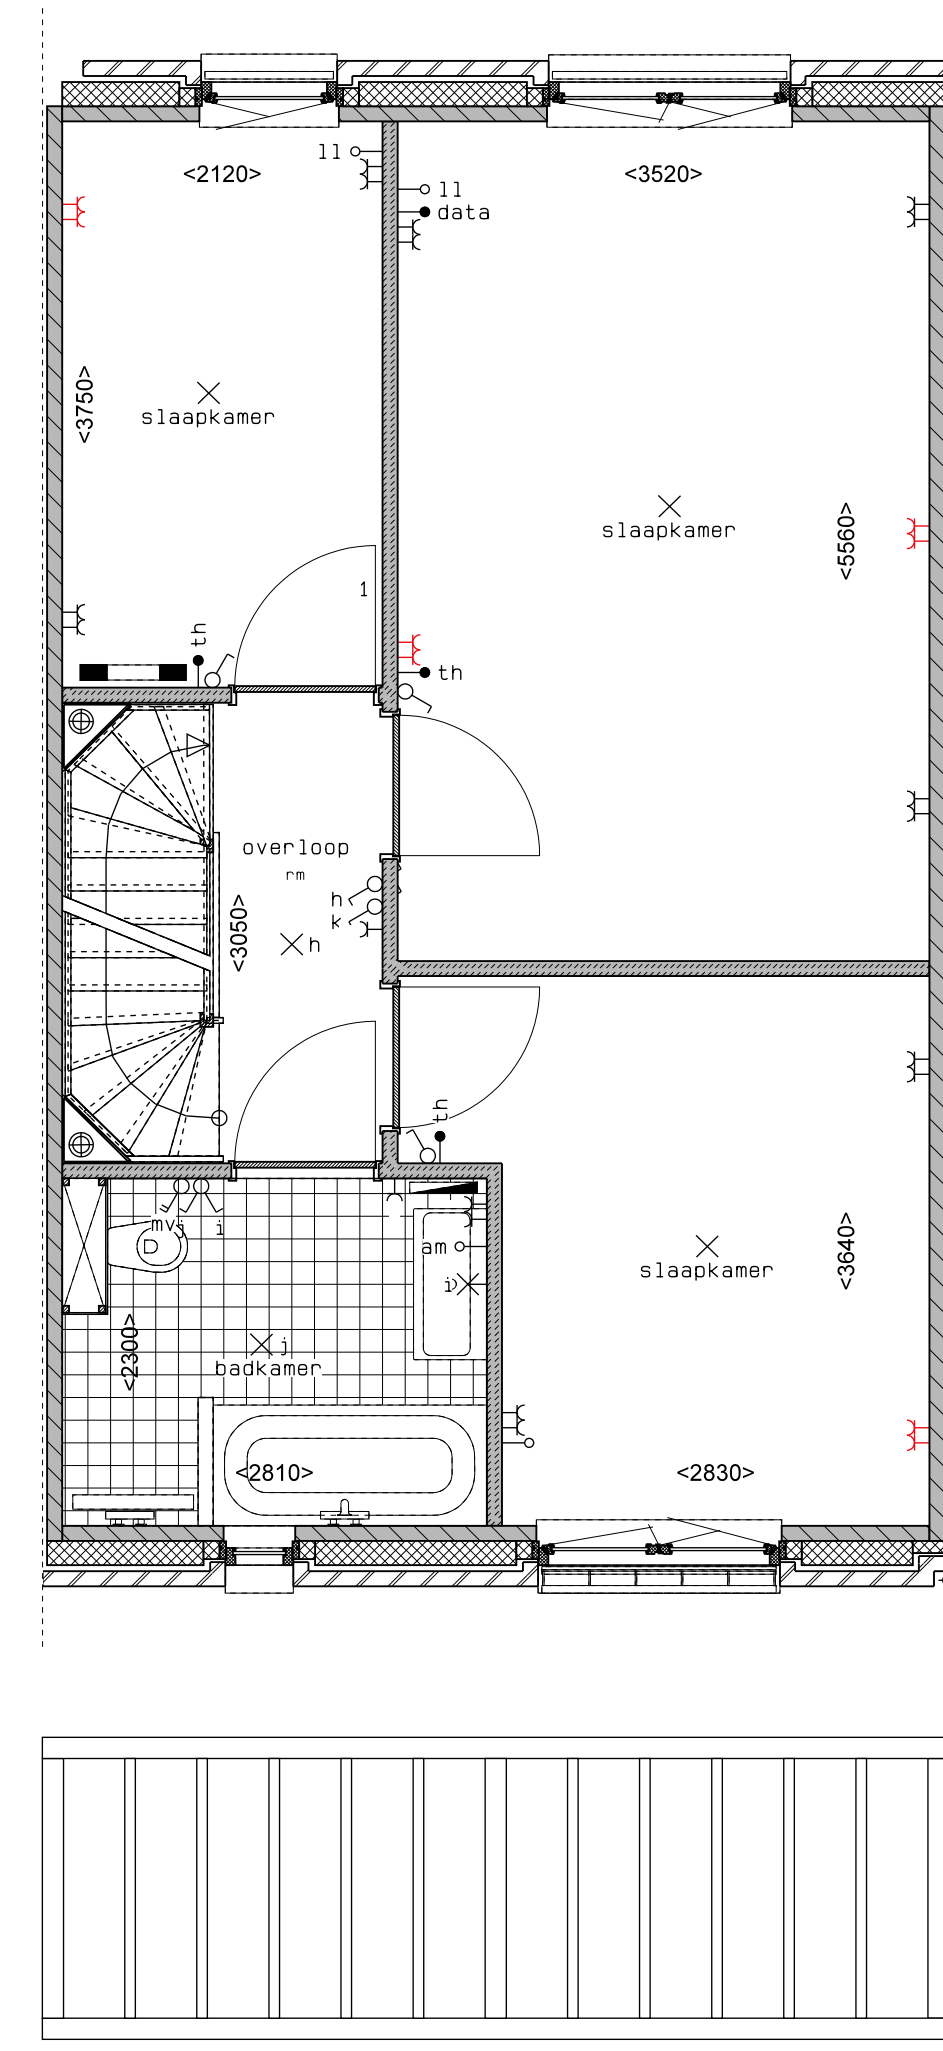 ll
<2120>
<3520>
ll
data
<3750>
slaapkamer
slaapkamer
<5560>
1
th
th
overloop
rm
h
k
<3050>
h
th
mv
j
i
am
i
<3640>
slaapkamer
<2300>
j
badkamer
<2810>
<2830>